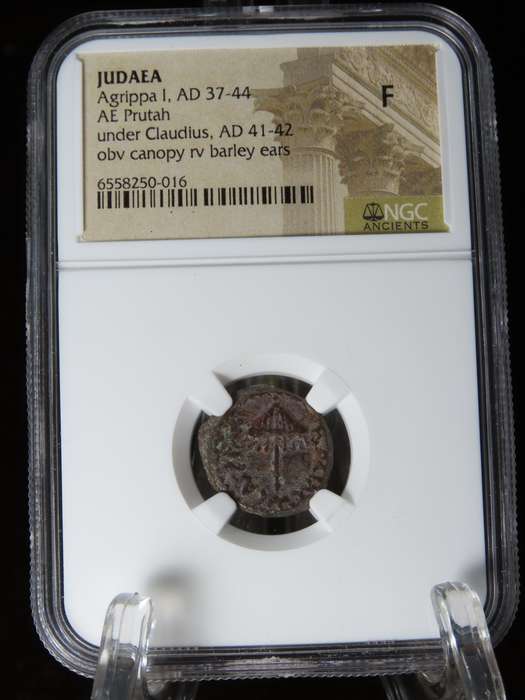 JUDAEA
Agrippa I, AD 37-44
AE Prutah
under Claudius, AD 41-42
obv canopy rv barley ears
6558250-016
F
NGC
ANCIENTS